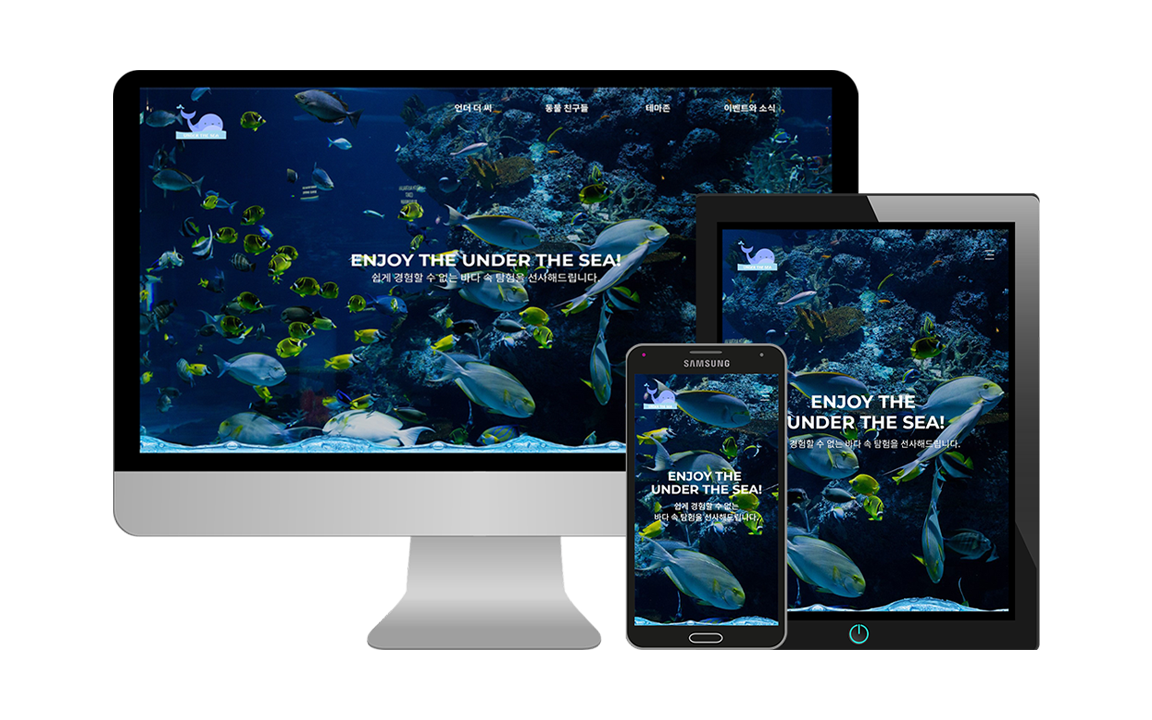 UNDER THE SEA
언더 더 씨 동물 친구들 테마존 이벤트와 소식
ENJOY THE UNDER THE SEA!
쉽게 경험할 수 없는 바다 속 탐험을 선사해드립니다.
UNDER THE SEA
ENJOY THE
UNDER THE SEA!
경험할 수 없는 바다 속 탐험을 선사해드립니다.
SAMSUNG
UNDER THE SEA
ENJOY THE
UNDER THE SEA!
쉽게 경험할 수 없는
바다 속 탐험을 선사해드립니다.